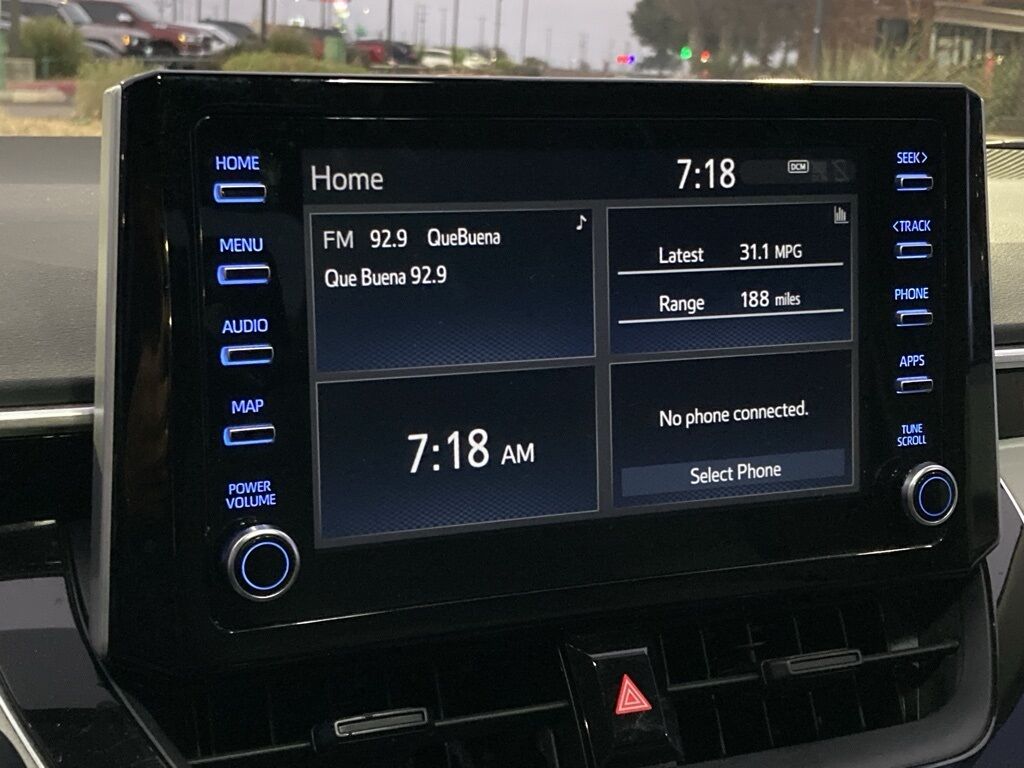 HOME
MENU
AUDIO
MAP
POWER
VOLUME
Home
7:18
DCM
FM 92.9 QueBuena
Que Buena 92.9
Latest 31.1 MPG
Range 188 miles
7:18 AM
No phone connected.
Select Phone
SEEK>
<TRACK
PHONE
APPS
TUNE
SCROLL